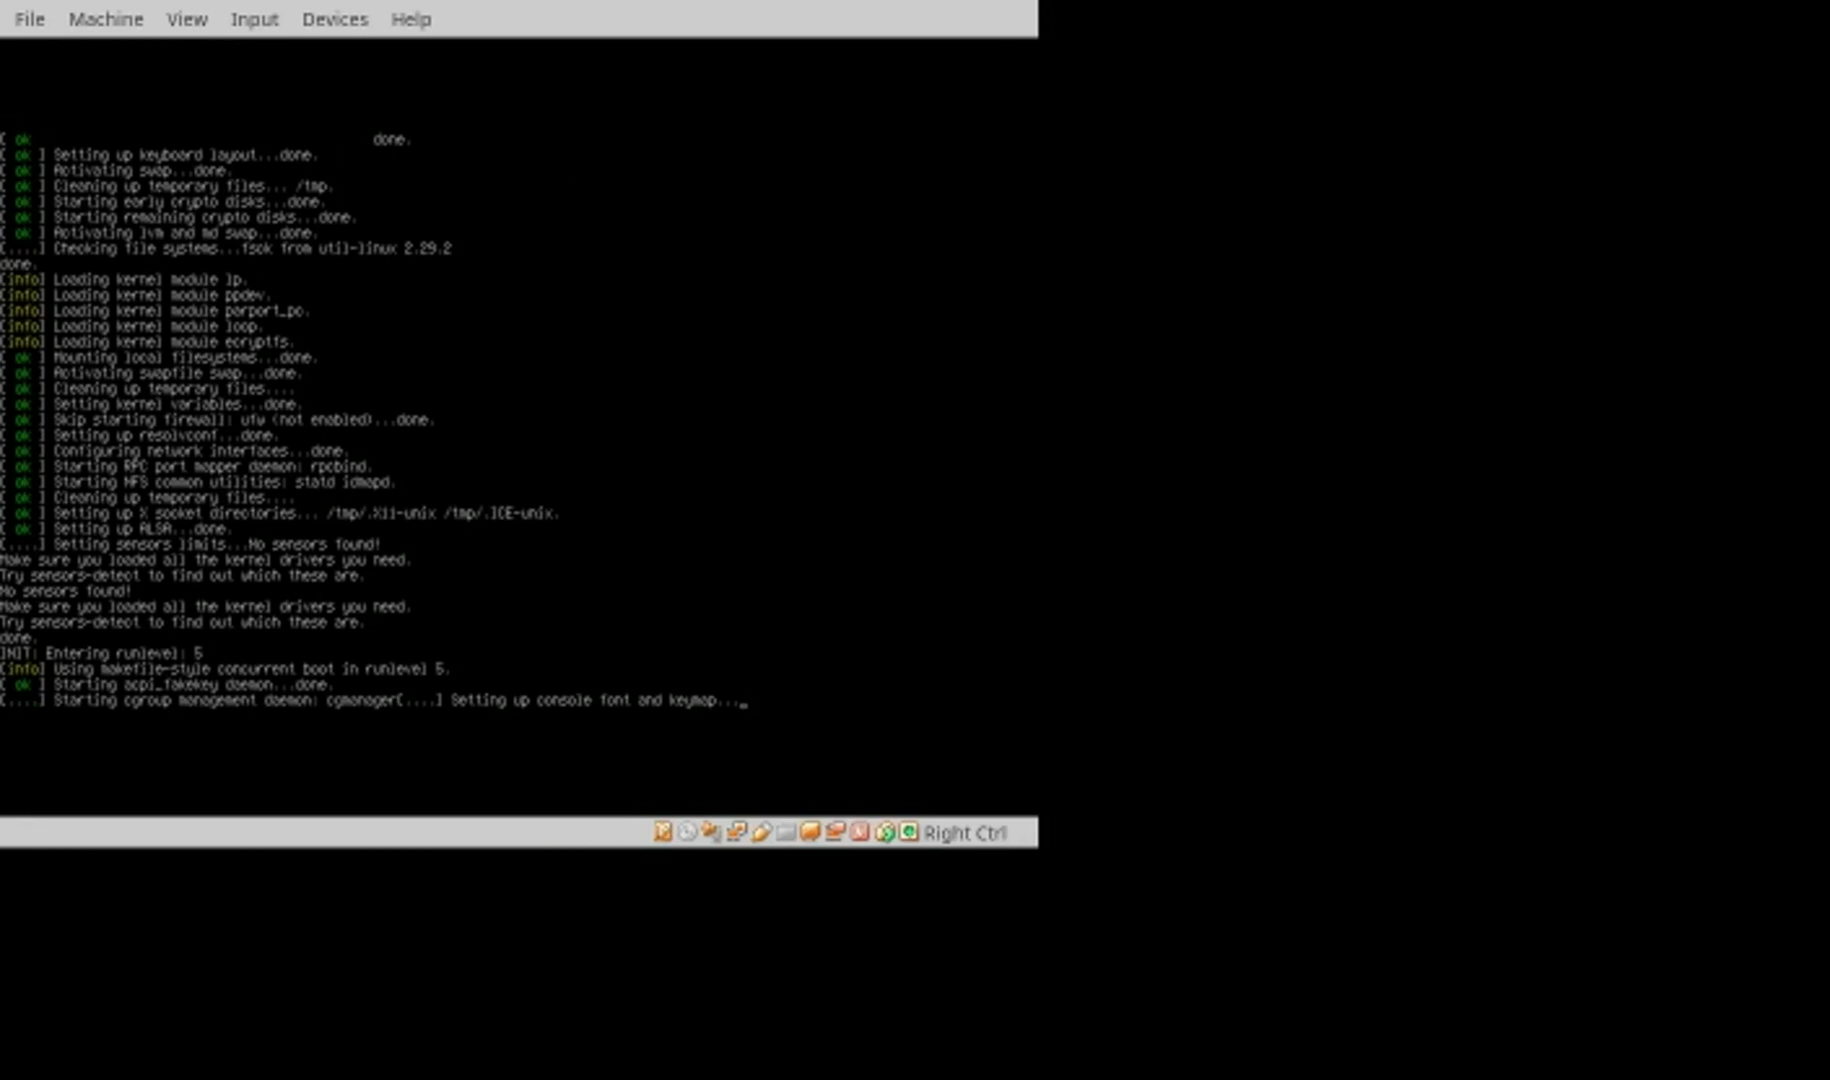 File Machine View Input Devices Help
[ ok done.
[ ok ] Setting up keyboard layout...done.
[ ok ] Activating swap...done.
[ ok ] Cleaning up temporary files... /tmp.
[ ok ] Starting early crypto disks...done.
[ ok ] Starting remaining crypto disks...done.
[ ok ] Activating lvm and md swap...done.
[....] Checking file systems...fsck from util-linux 2.29.2
done.
[info] Loading kernel module lp.
[info] Loading kernel module ppdev.
[info] Loading kernel module parport_pc.
[info] Loading kernel module loop.
[info] Loading kernel module ecryptfs.
[ ok ] Mounting local filesystems...done.
[ ok ] Activating swapfile swap...done.
[ ok ] Cleaning up temporary files....
[ ok ] Setting kernel variables...done.
[ ok ] Skip starting firewall: ufw (not enabled)...done.
[ ok ] Setting up resolvconf...done.
[ ok ] Configuring network interfaces...done.
[ ok ] Starting RPC port mapper daemon: rpcbind.
[ ok ] Starting NFS common utilities: statd idmapd.
[ ok ] Cleaning up temporary files....
[ ok ] Setting up X socket directories... /tmp/.X11-unix /tmp/.ICE-unix.
[ ok ] Setting up ALSA...done.
[....] Setting sensors limits...No sensors found!
Make sure you loaded all the kernel drivers you need.
Try sensors-detect to find out which these are.
No sensors found!
Make sure you loaded all the kernel drivers you need.
Try sensors-detect to find out which these are.
done.
INIT: Entering runlevel: 5
[info] Using makefile-style concurrent boot in runlevel 5.
[ ok ] Starting acpi_fakekey daemon...done.
[....] Starting cgroup management daemon: cgmanager[....] Setting up console font and keymap..._
Right Ctrl